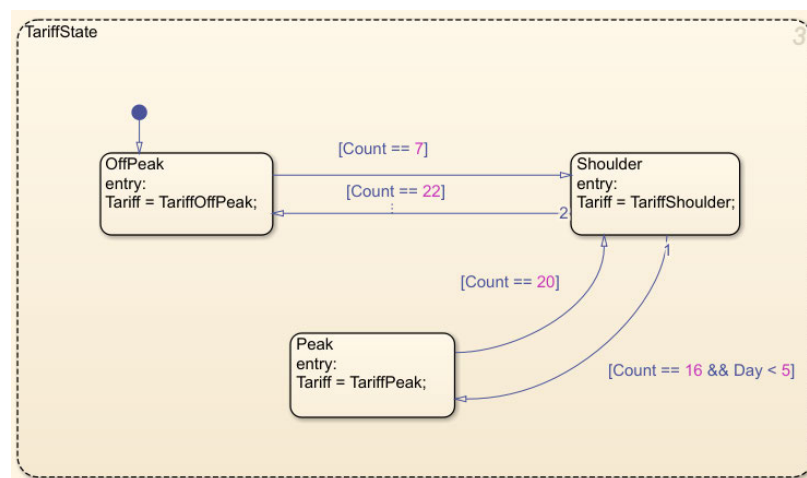 TariffState
3
OffPeak
entry:
Tariff = TariffOffPeak;
[Count == 7]
[Count == 22]
2
Shoulder
entry:
Tariff = TariffShoulder;
1
[Count == 20]
Peak
entry:
Tariff = TariffPeak;
[Count == 16 && Day < 5]